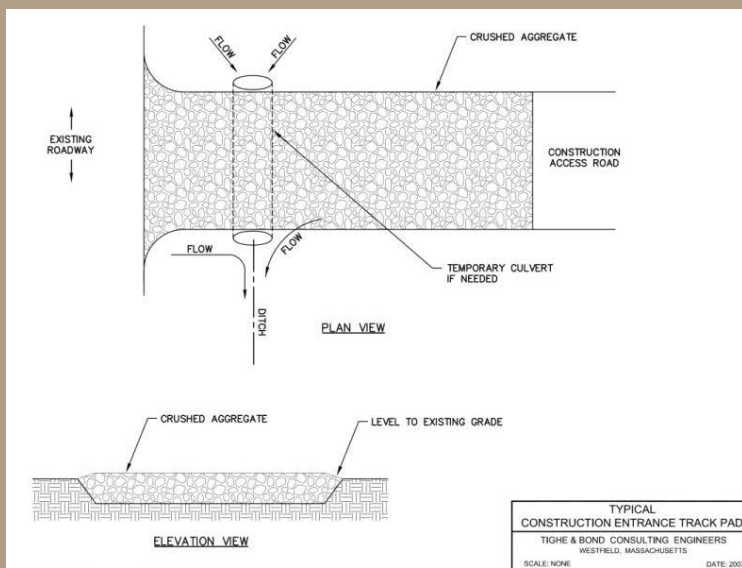 FLOW
FLOW
CRUSHED AGGREGATE
EXISTING
ROADWAY
CONSTRUCTION
ACCESS ROAD
FLOW
FLOW
TEMPORARY CULVERT
IF NEEDED
DITCH
PLAN VIEW
CRUSHED AGGREGATE
LEVEL TO EXISTING GRADE
ELEVATION VIEW
TYPICAL
CONSTRUCTION ENTRANCE TRACK PAD
TIGHE & BOND CONSULTING ENGINEERS
WESTFIELD, MASSACHUSETTS
SCALE: NONE
DATE: